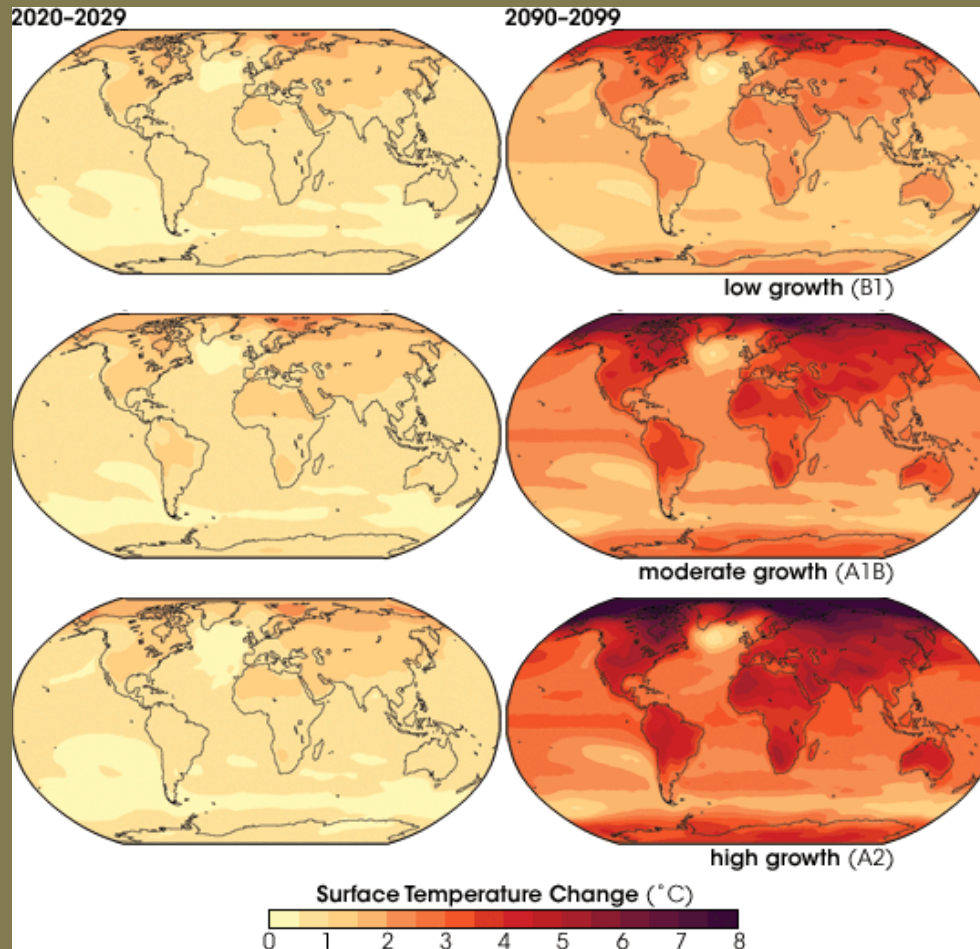 2020–2029
2090–2099
low growth (B1)
moderate growth (A1B)
high growth (A2)
Surface Temperature Change (˚C)
0 1 2 3 4 5 6 7 8